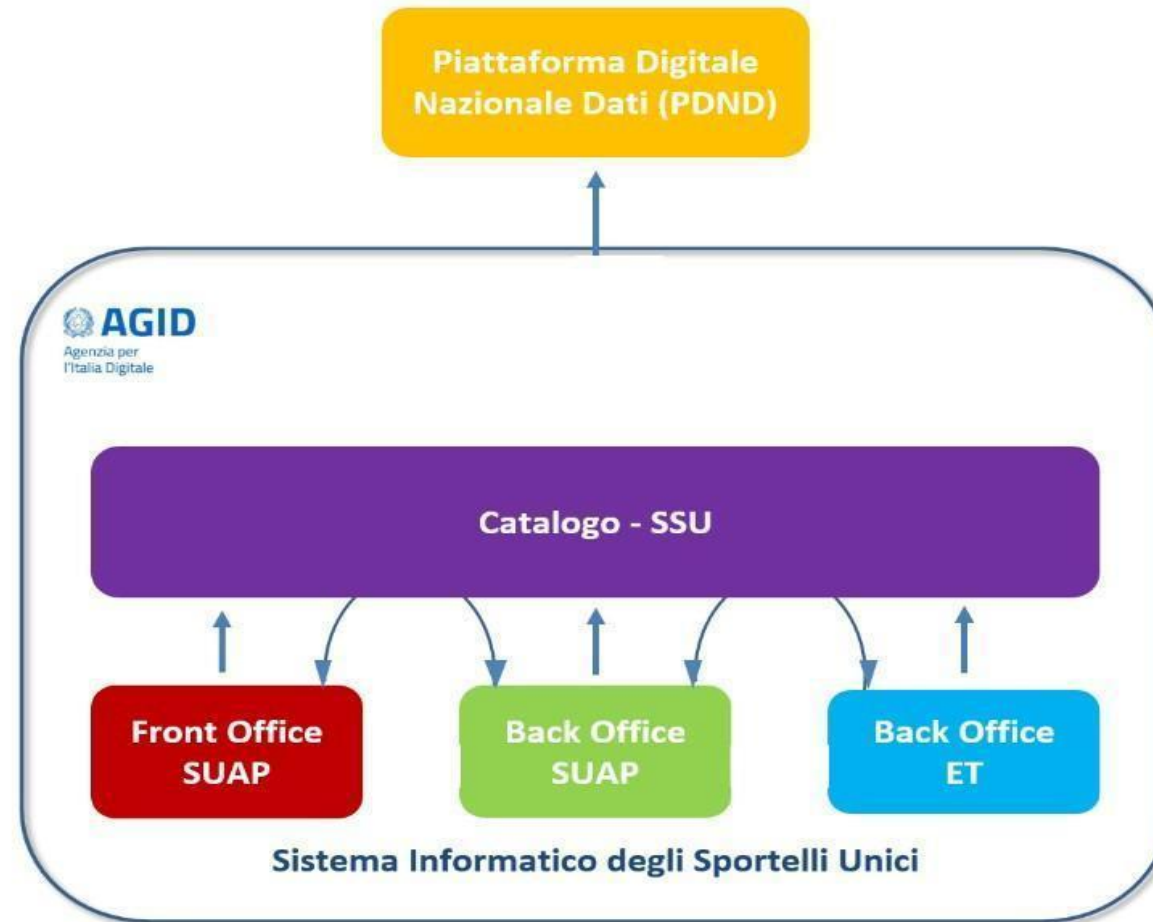 Piattaforma Digitale
Nazionale Dati (PDND)
AGID
Agenzia per
l'Italia Digitale
Catalogo - SSU
Front Office
SUAP
Back Office
SUAP
Back Office
ET
Sistema Informatico degli Sportelli Unici